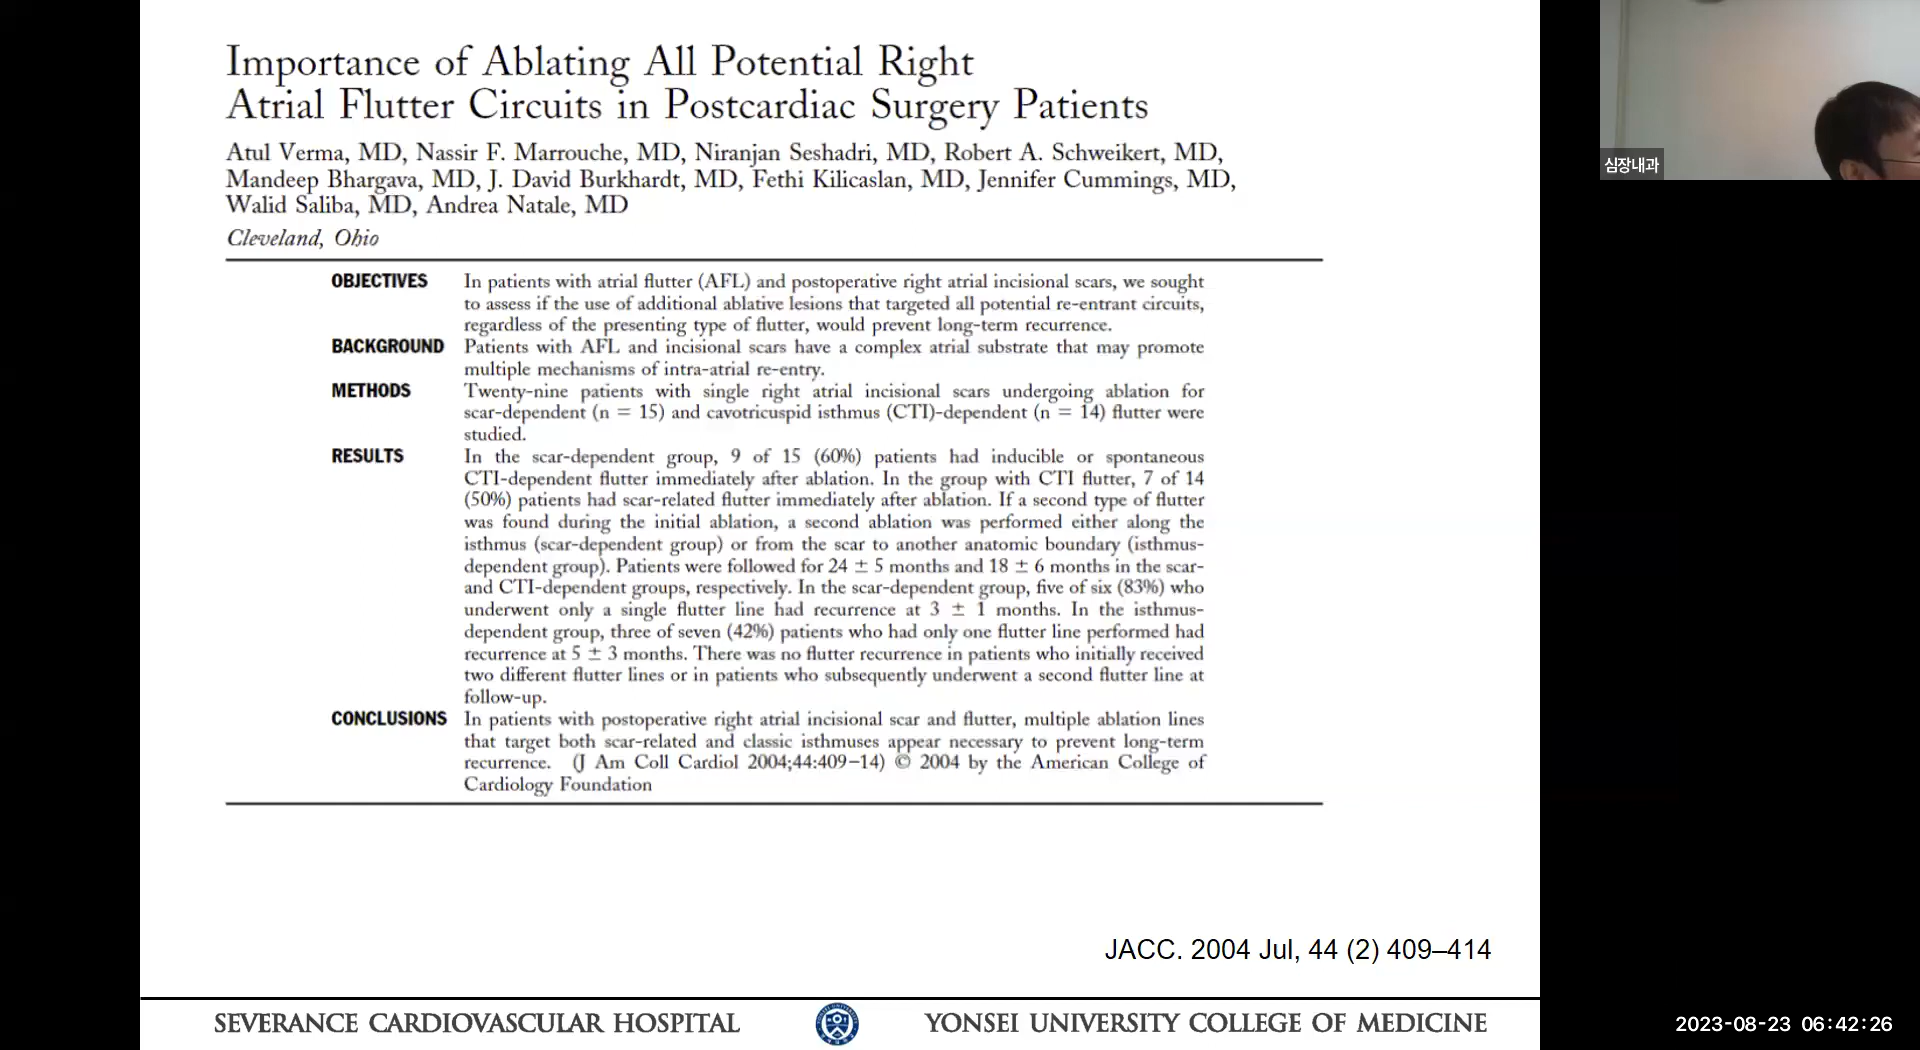 Importance of Ablating All Potential Right
Atrial Flutter Circuits in Postcardiac Surgery Patients
Atul Verma, MD, Nassir F. Marrouche, MD, Niranjan Seshadri, MD, Robert A. Schweikert, MD,
Mandeep Bhargava, MD, J. David Burkhardt, MD, Fethi Kilicaslan, MD, Jennifer Cummings, MD,
Walid Saliba, MD, Andrea Natale, MD
Cleveland, Ohio
OBJECTIVES In patients with atrial flutter (AFL) and postoperative right atrial incisional scars, we sought
to assess if the use of additional ablative lesions that targeted all potential re-entrant circuits,
regardless of the presenting type of flutter, would prevent long-term recurrence.
BACKGROUND Patients with AFL and incisional scars have a complex atrial substrate that may promote
multiple mechanisms of intra-atrial re-entry.
METHODS Twenty-nine patients with single right atrial incisional scars undergoing ablation for
scar-dependent (n = 15) and cavotricuspid isthmus (CTI)-dependent (n = 14) flutter were
studied.
RESULTS In the scar-dependent group, 9 of 15 (60%) patients had inducible or spontaneous
CTI-dependent flutter immediately after ablation. In the group with CTI flutter, 7 of 14
(50%) patients had scar-related flutter immediately after ablation. If a second type of flutter
was found during the initial ablation, a second ablation was performed either along the
isthmus (scar-dependent group) or from the scar to another anatomic boundary (isthmus-
dependent group). Patients were followed for 24 ± 5 months and 18 ± 6 months in the scar-
and CTI-dependent groups, respectively. In the scar-dependent group, five of six (83%) who
underwent only a single flutter line had recurrence at 3 ± 1 months. In the isthmus-
dependent group, three of seven (42%) patients who had only one flutter line performed had
recurrence at 5 ± 3 months. There was no flutter recurrence in patients who initially received
two different flutter lines or in patients who subsequently underwent a second flutter line at
follow-up.
CONCLUSIONS In patients with postoperative right atrial incisional scar and flutter, multiple ablation lines
that target both scar-related and classic isthmuses appear necessary to prevent long-term
recurrence. (J Am Coll Cardiol 2004;44:409–14) © 2004 by the American College of
Cardiology Foundation
JACC. 2004 Jul, 44 (2) 409–414
SEVERANCE CARDIOVASCULAR HOSPITAL
YONSEI UNIVERSITY COLLEGE OF MEDICINE
심장내과
2023-08-23 06:42:26